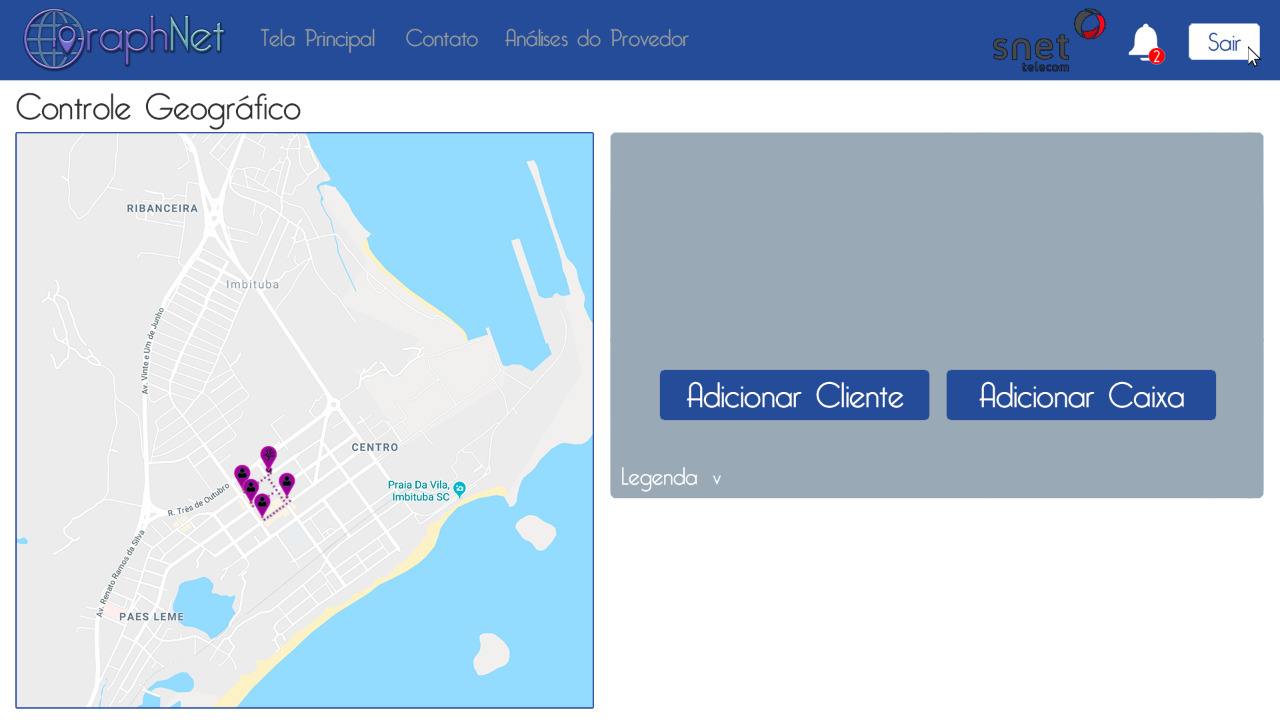 GraphNet
Tela Principal
Contato
Análises do Provedor
snet
telecom
2
Sair
Controle Geográfico
RIBANCEIRA
Imbituba
Av. Vinte e Um de Junho
CENTRO
Praia Da Vila,
Imbituba SC
R. Três de Outubro
Av. Renato Ramos da Silva
PAES LEME
Adicionar Cliente
Adicionar Caixa
Legenda v